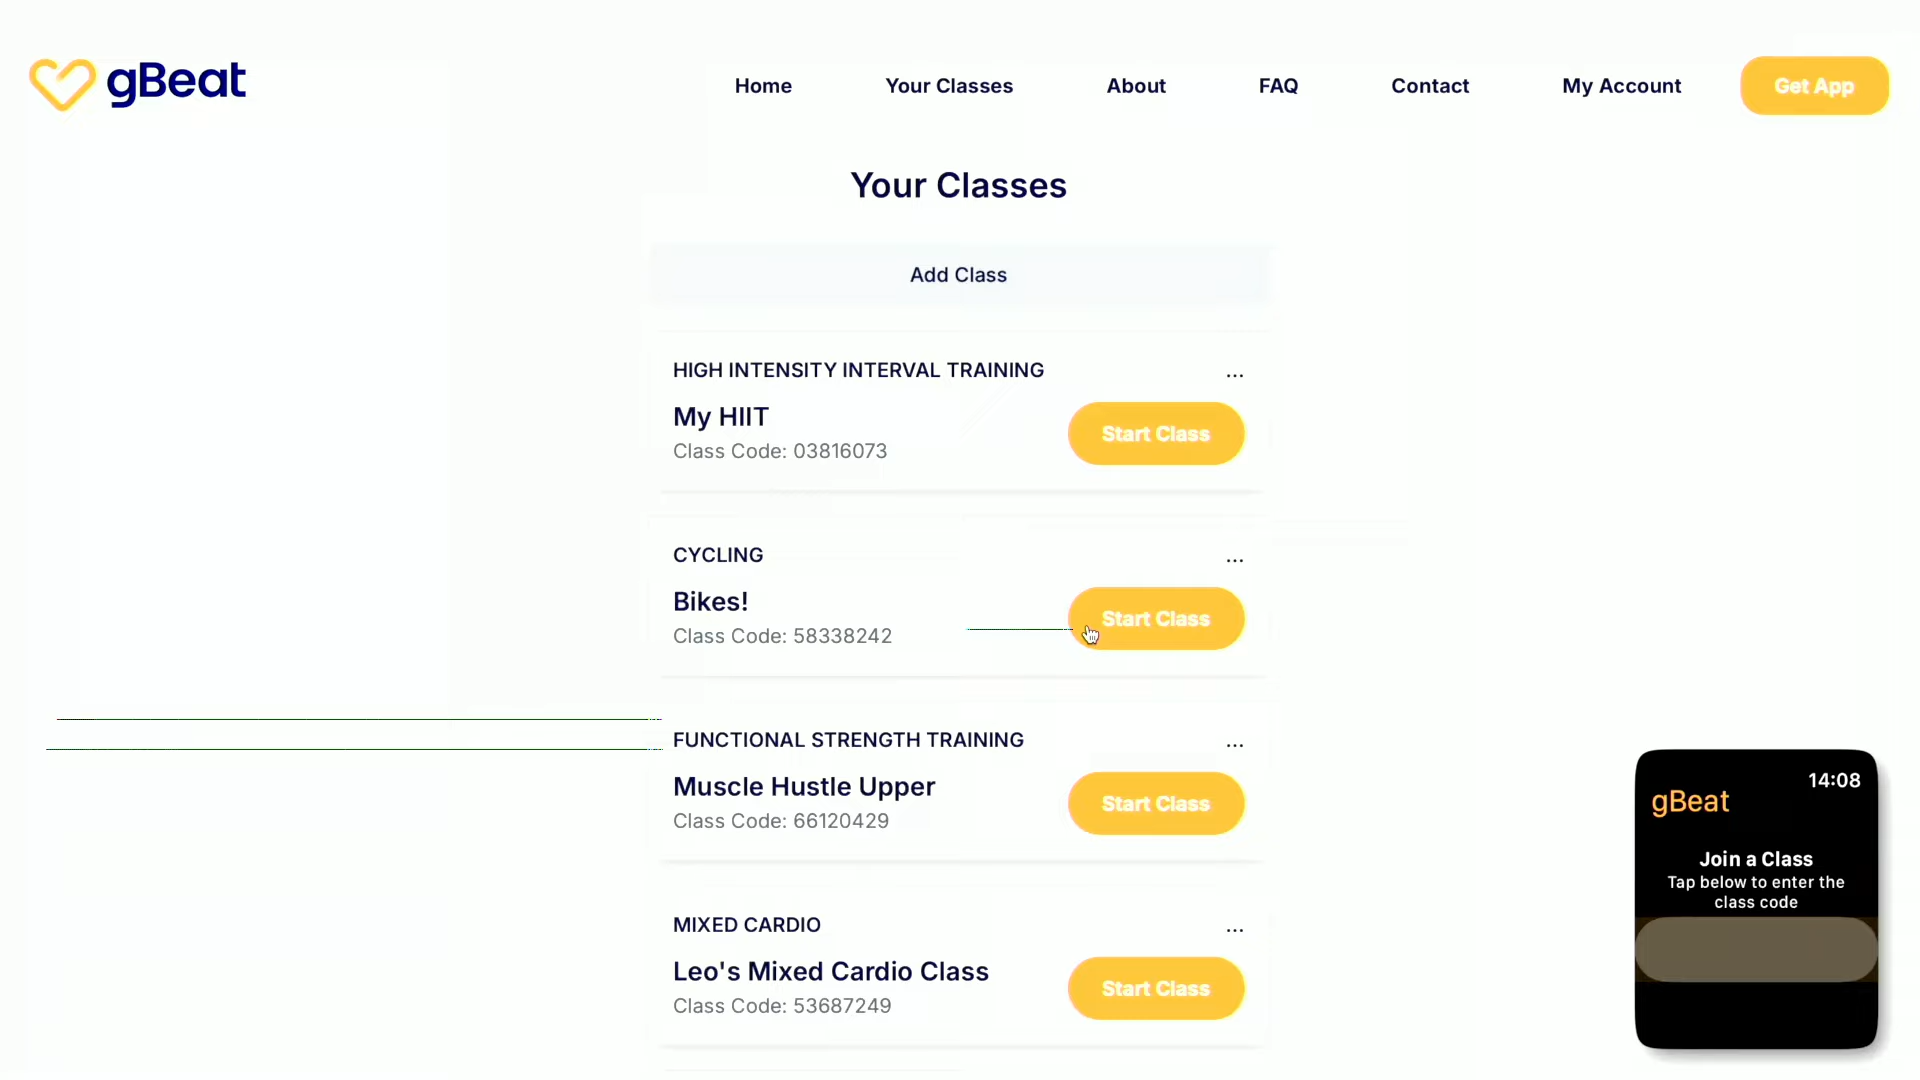 gBeat
Home
Your Classes
About
FAQ
Contact
My Account
Get App
Your Classes
Add Class
HIGH INTENSITY INTERVAL TRAINING
...
My HIIT
Class Code: 03816073
Start Class
CYCLING
...
Bikes!
Class Code: 58338242
Start Class
FUNCTIONAL STRENGTH TRAINING
...
Muscle Hustle Upper
Class Code: 66120429
Start Class
MIXED CARDIO
...
Leo's Mixed Cardio Class
Class Code: 53687249
Start Class
14:08
gBeat
Join a Class
Tap below to enter the
class code